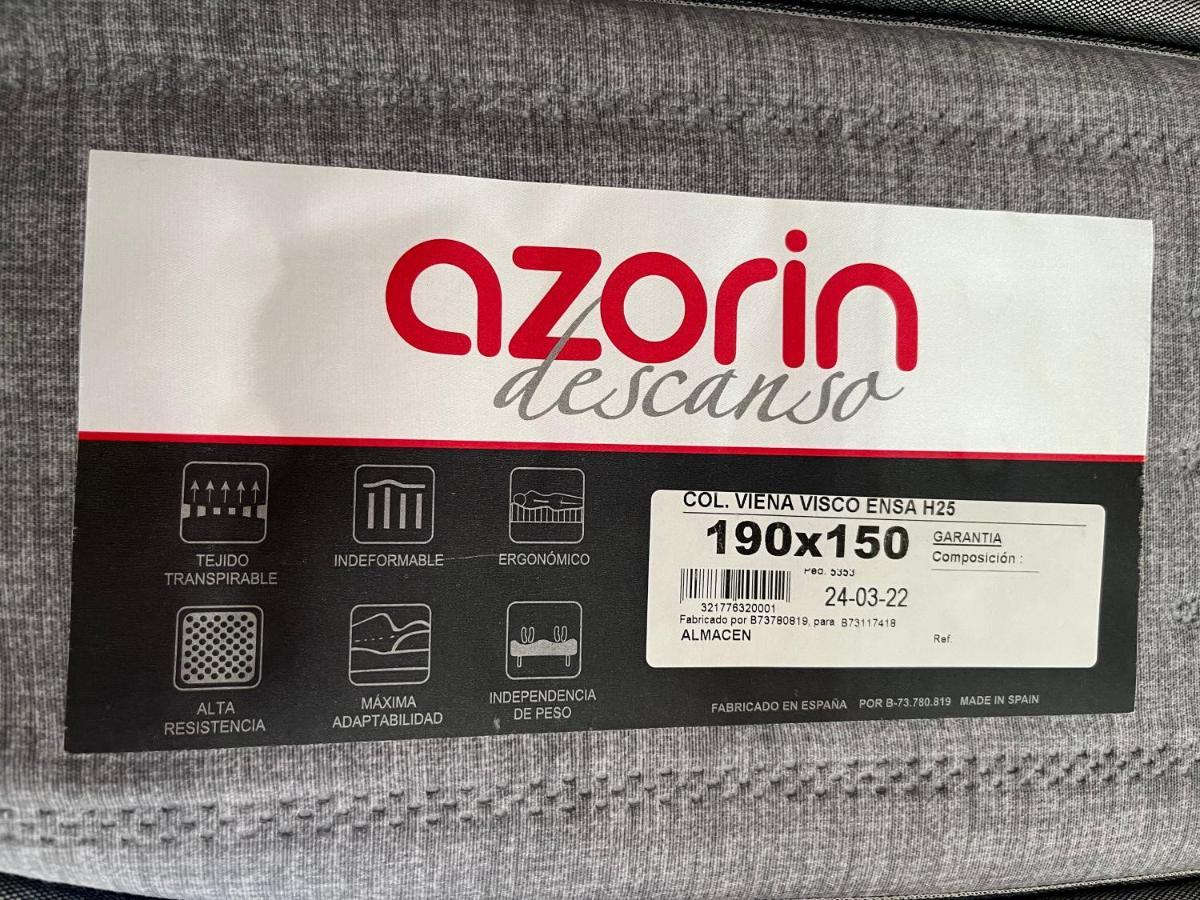 azorin
descanso
TEJIDO
TRANSPIRABLE
INDEFORMABLE
ERGONÓMICO
ALTA
RESISTENCIA
MÁXIMA
ADAPTABILIDAD
INDEPENDENCIA
DE PESO
COL. VIENA VISCO ENSA H25
190x150
GARANTIA
Composición :
Ped. 5353
24-03-22
321776320001
Fabricado por B73780819, para B73117418
ALMACEN
Ref.
FABRICADO EN ESPAÑA POR B-73.780.819 MADE IN SPAIN